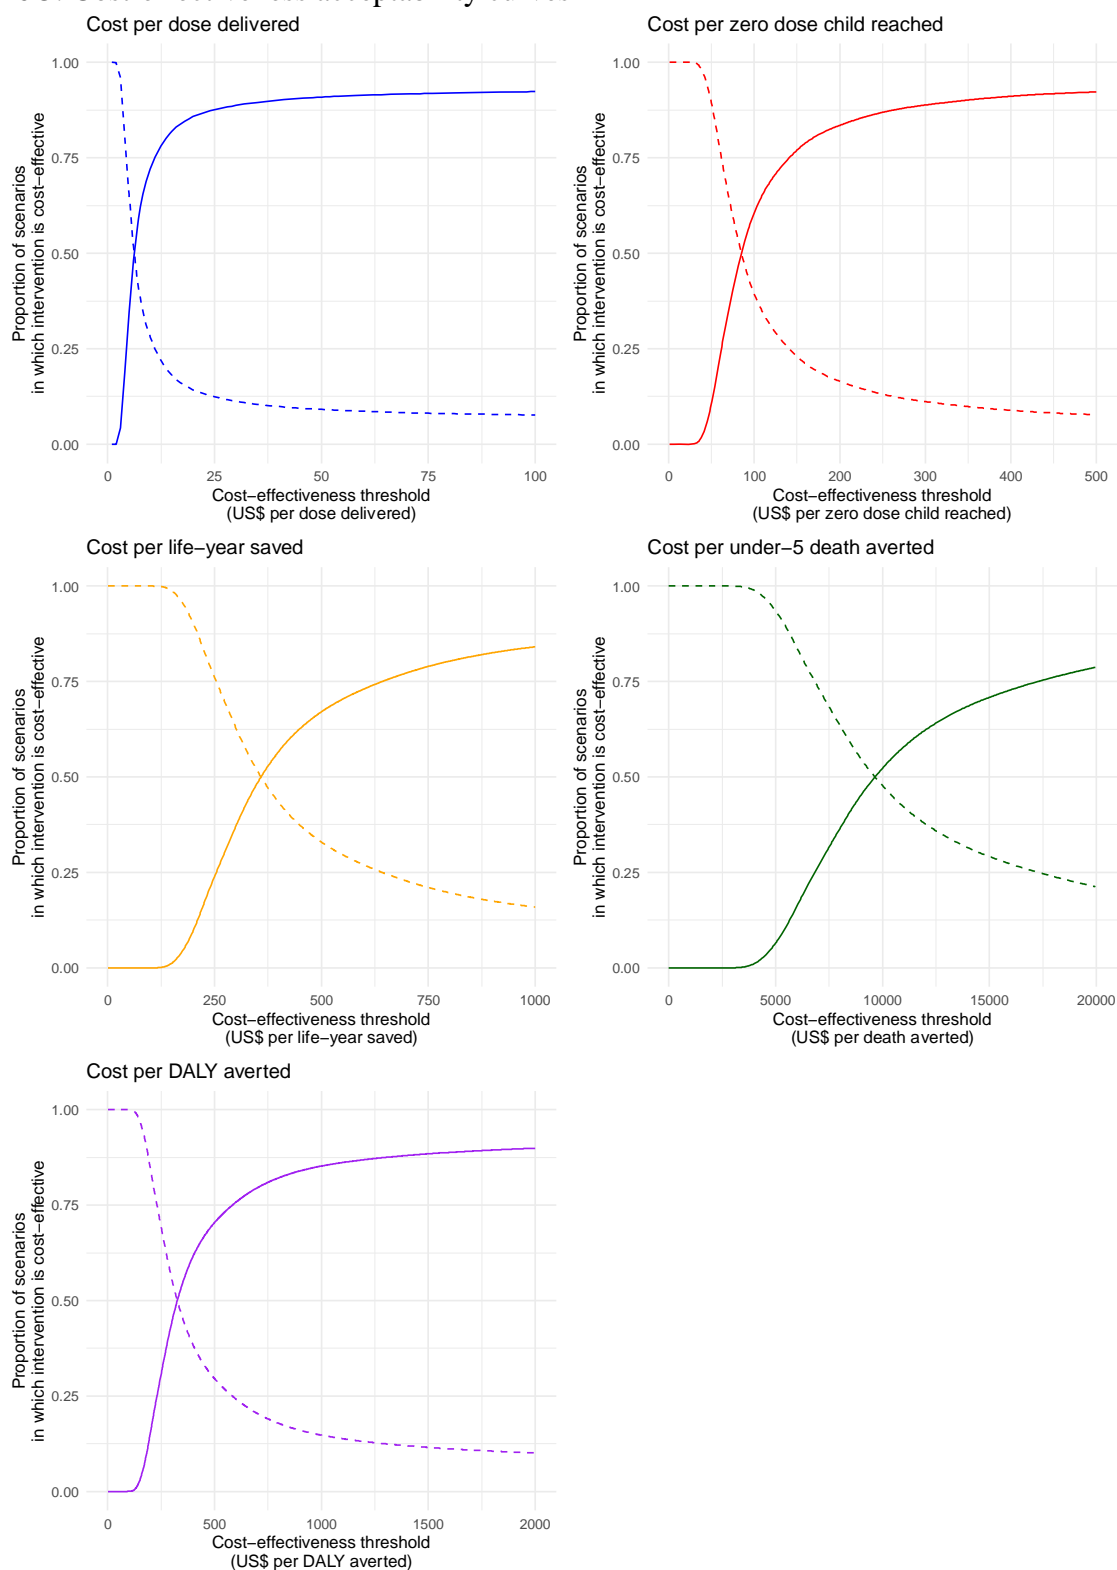 Cost per dose delivered
Proportion of scenarios
in which intervention is cost−effective
1.00
0.75
0.50
0.25
0.00
0
25
50
75
100
Cost−effectiveness threshold
(US$ per dose delivered)
Cost per zero dose child reached
Proportion of scenarios
in which intervention is cost−effective
1.00
0.75
0.50
0.25
0.00
0
100
200
300
400
500
Cost−effectiveness threshold
(US$ per zero dose child reached)
Cost per life−year saved
Proportion of scenarios
in which intervention is cost−effective
1.00
0.75
0.50
0.25
0.00
0
250
500
750
1000
Cost−effectiveness threshold
(US$ per life−year saved)
Cost per under−5 death averted
Proportion of scenarios
in which intervention is cost−effective
1.00
0.75
0.50
0.25
0.00
0
5000
10000
15000
20000
Cost−effectiveness threshold
(US$ per death averted)
Cost per DALY averted
Proportion of scenarios
in which intervention is cost−effective
1.00
0.75
0.50
0.25
0.00
0
500
1000
1500
2000
Cost−effectiveness threshold
(US$ per DALY averted)